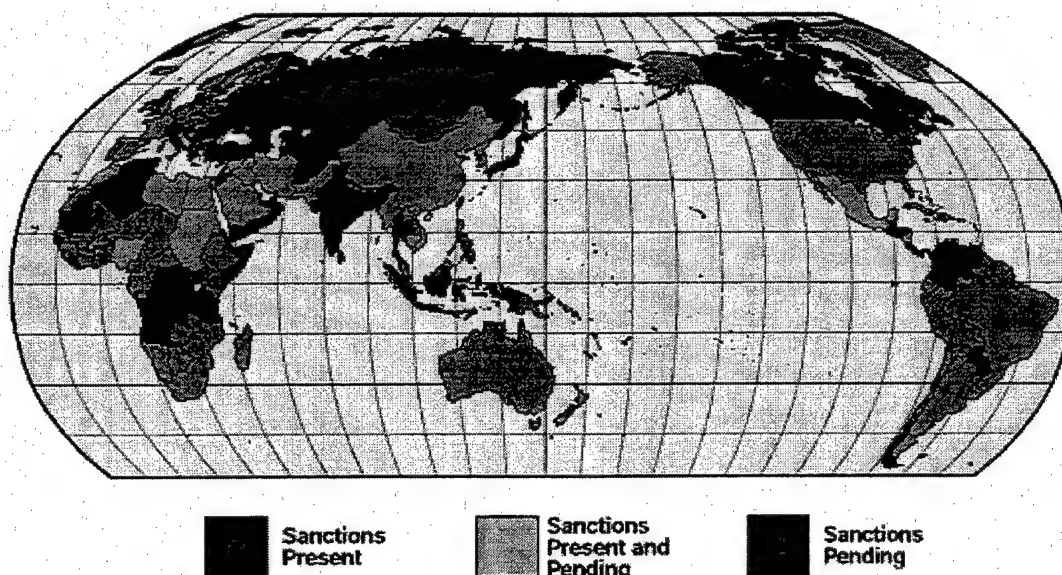 Sanctions
Present
Sanctions
Present and
Pending
Sanctions
Pending